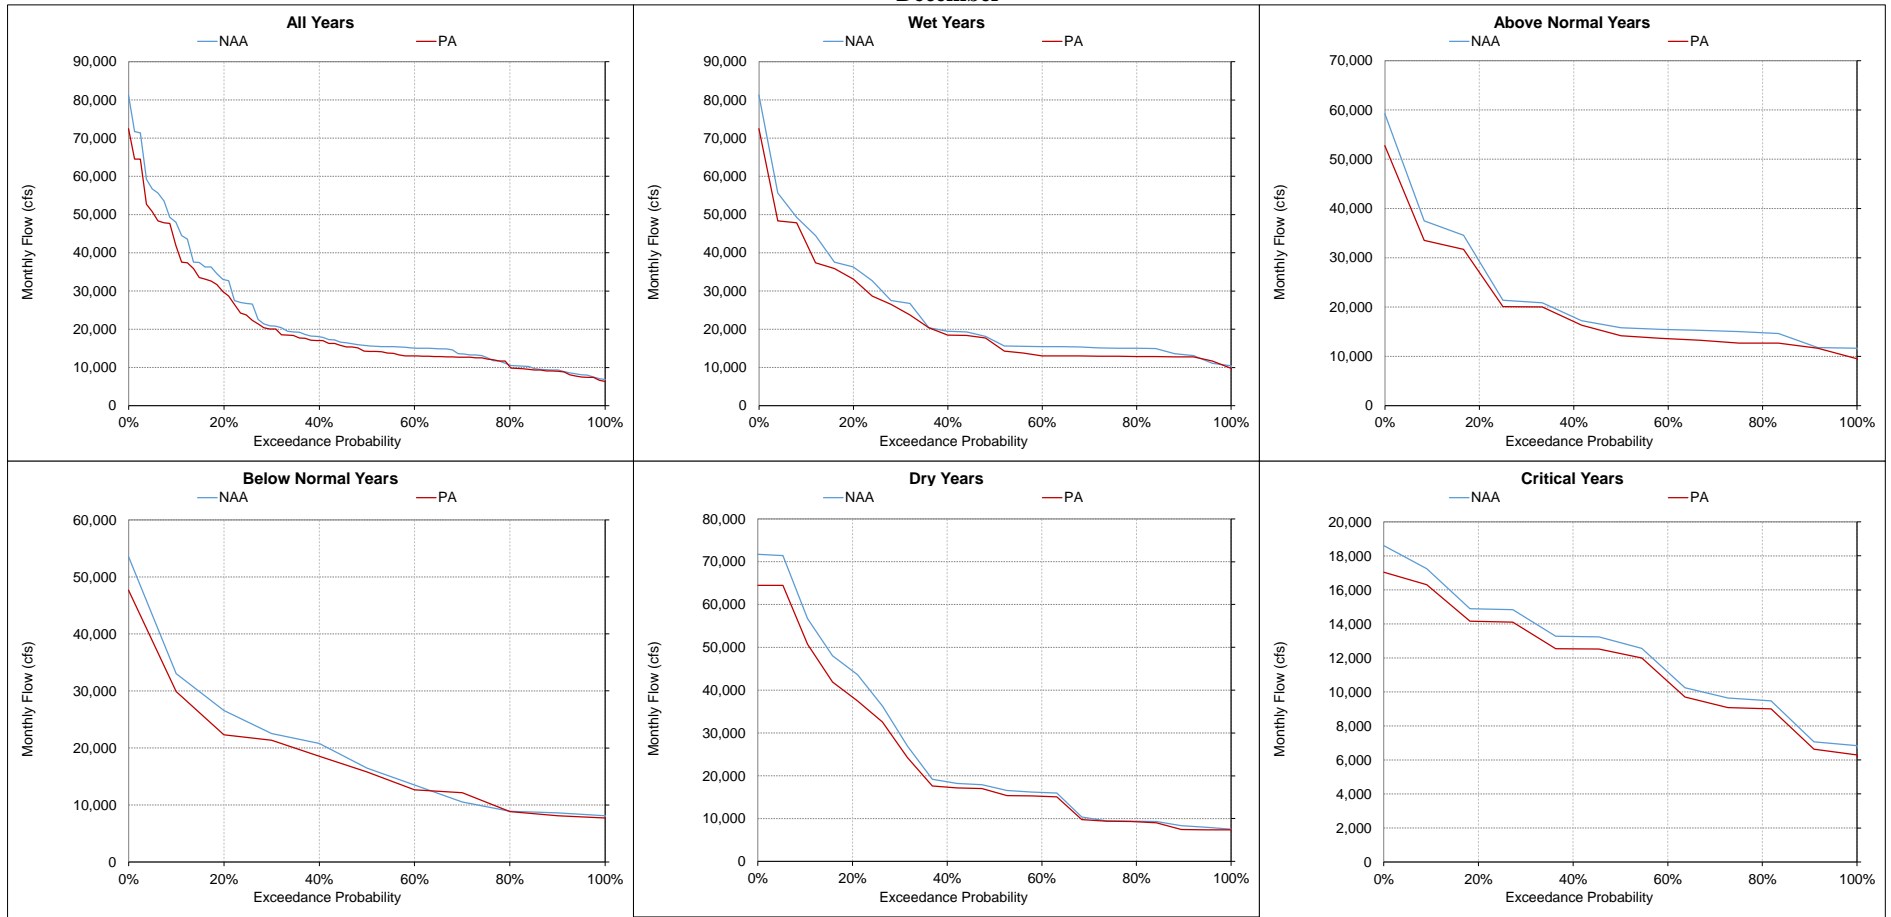 December
All Years
NAA PA
90,000
80,000
70,000
60,000
50,000
40,000
30,000
20,000
10,000
0
Monthly Flow (cfs)
0% 20% 40% 60% 80% 100%
Exceedance Probability
Wet Years
NAA PA
90,000
80,000
70,000
60,000
50,000
40,000
30,000
20,000
10,000
0
Monthly Flow (cfs)
0% 20% 40% 60% 80% 100%
Exceedance Probability
Above Normal Years
NAA PA
70,000
60,000
50,000
40,000
30,000
20,000
10,000
0
Monthly Flow (cfs)
0% 20% 40% 60% 80% 100%
Exceedance Probability
Below Normal Years
NAA PA
60,000
50,000
40,000
30,000
20,000
10,000
0
Monthly Flow (cfs)
0% 20% 40% 60% 80% 100%
Exceedance Probability
Dry Years
NAA PA
80,000
70,000
60,000
50,000
40,000
30,000
20,000
10,000
0
Monthly Flow (cfs)
0% 20% 40% 60% 80% 100%
Exceedance Probability
Critical Years
NAA PA
20,000
18,000
16,000
14,000
12,000
10,000
8,000
6,000
4,000
2,000
0
Monthly Flow (cfs)
0% 20% 40% 60% 80% 100%
Exceedance Probability